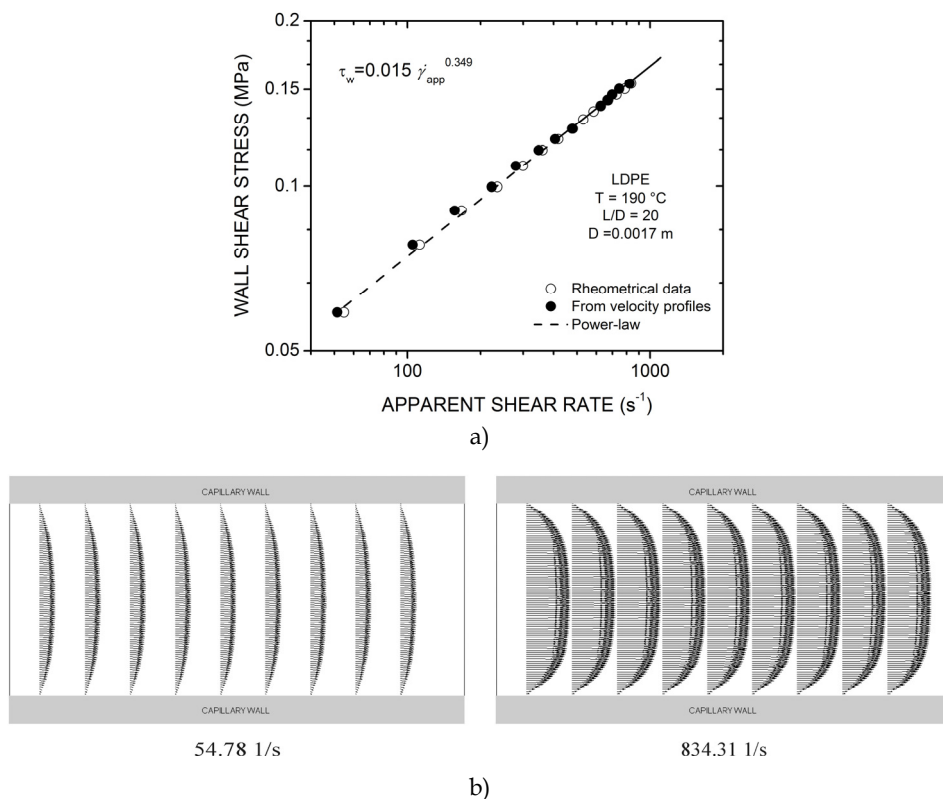 0.2
0.15
0.1
0.05
WALL SHEAR STRESS (MPa)
τw=0.015 γ̇app^0.349
LDPE
T = 190 °C
L/D = 20
D =0.0017 m
Rheometrical data
From velocity profiles
Power-law
100 1000
APPARENT SHEAR RATE (s⁻¹)
a)
CAPILLARY WALL
CAPILLARY WALL
54.78 1/s
CAPILLARY WALL
CAPILLARY WALL
834.31 1/s
b)